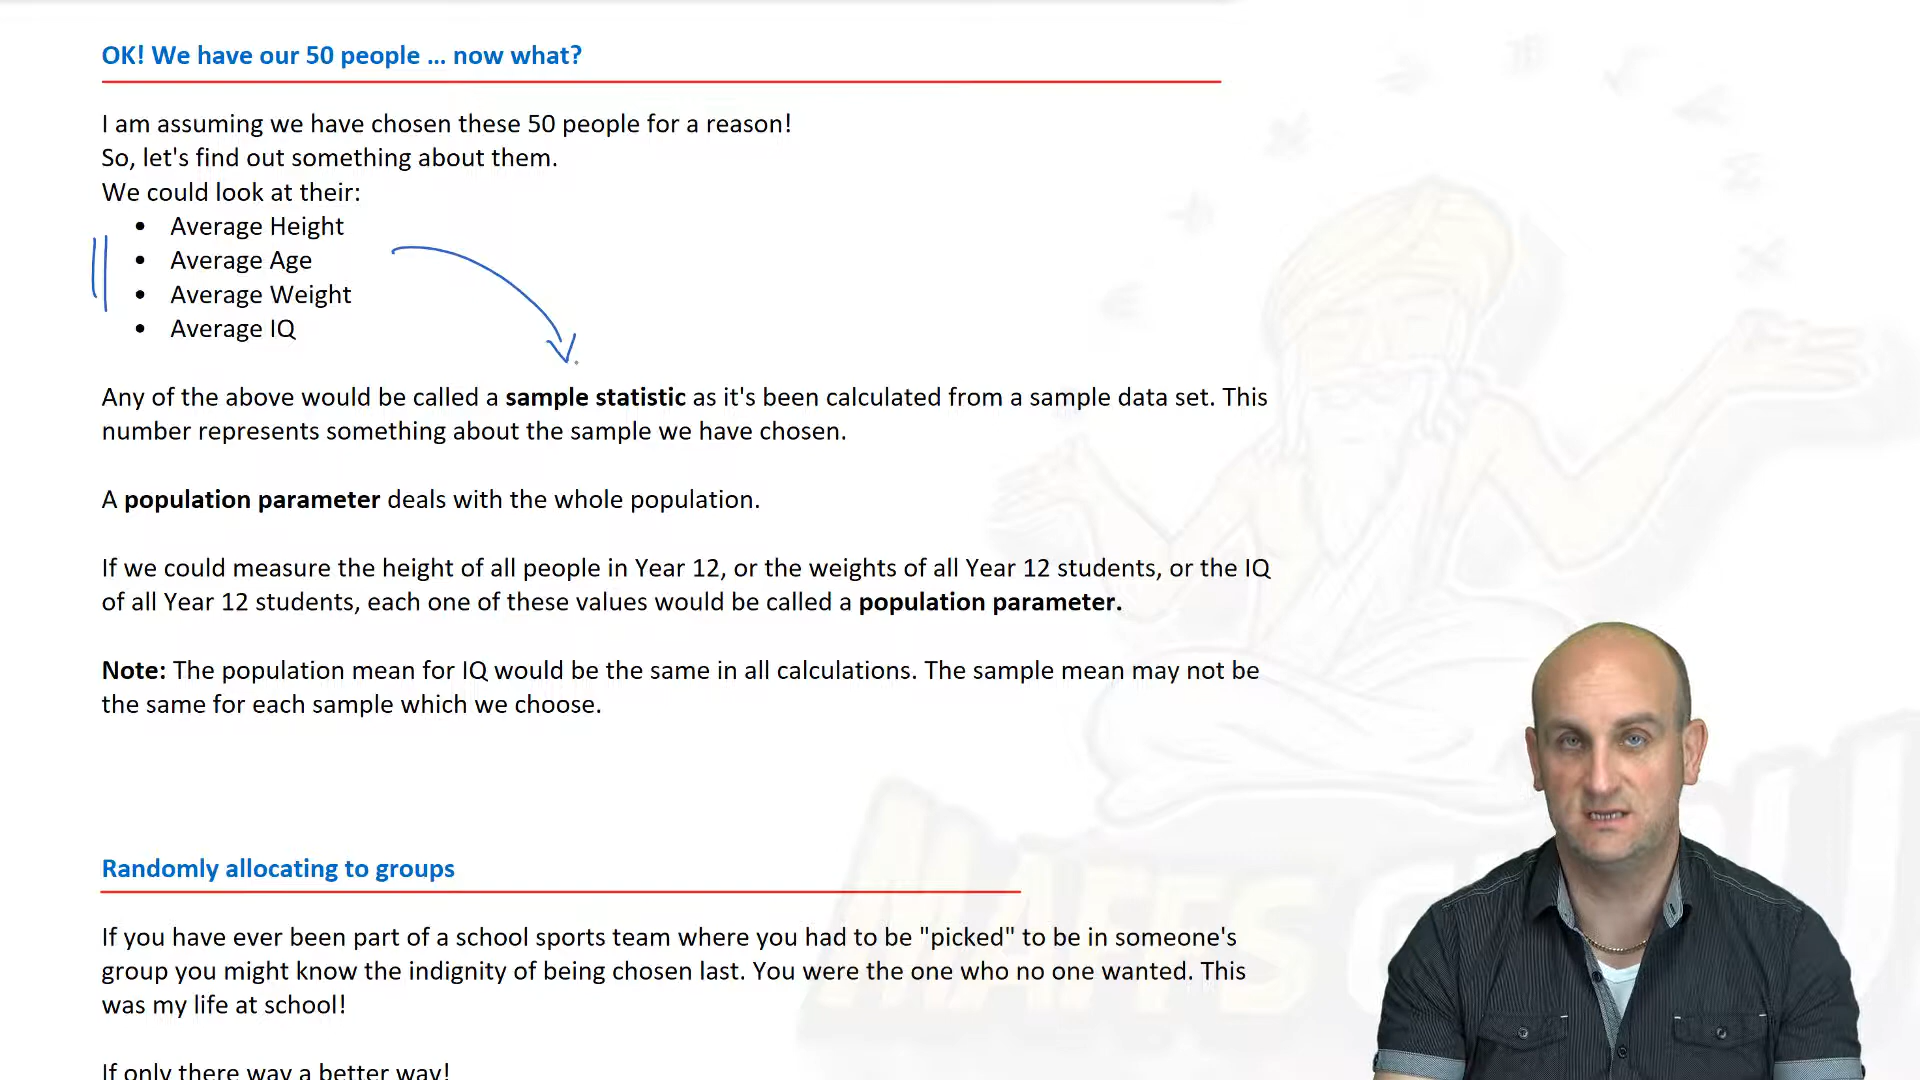 OK! We have our 50 people ... now what?
I am assuming we have chosen these 50 people for a reason!
So, let's find out something about them.
We could look at their:
• Average Height
• Average Age
• Average Weight
• Average IQ
Any of the above would be called a sample statistic as it's been calculated from a sample data set. This
number represents something about the sample we have chosen.
A population parameter deals with the whole population.
If we could measure the height of all people in Year 12, or the weights of all Year 12 students, or the IQ
of all Year 12 students, each one of these values would be called a population parameter.
Note: The population mean for IQ would be the same in all calculations. The sample mean may not be
the same for each sample which we choose.
Randomly allocating to groups
If you have ever been part of a school sports team where you had to be "picked" to be in someone's
group you might know the indignity of being chosen last. You were the one who no one wanted. This
was my life at school!
If only there way a better way!
MAFFS